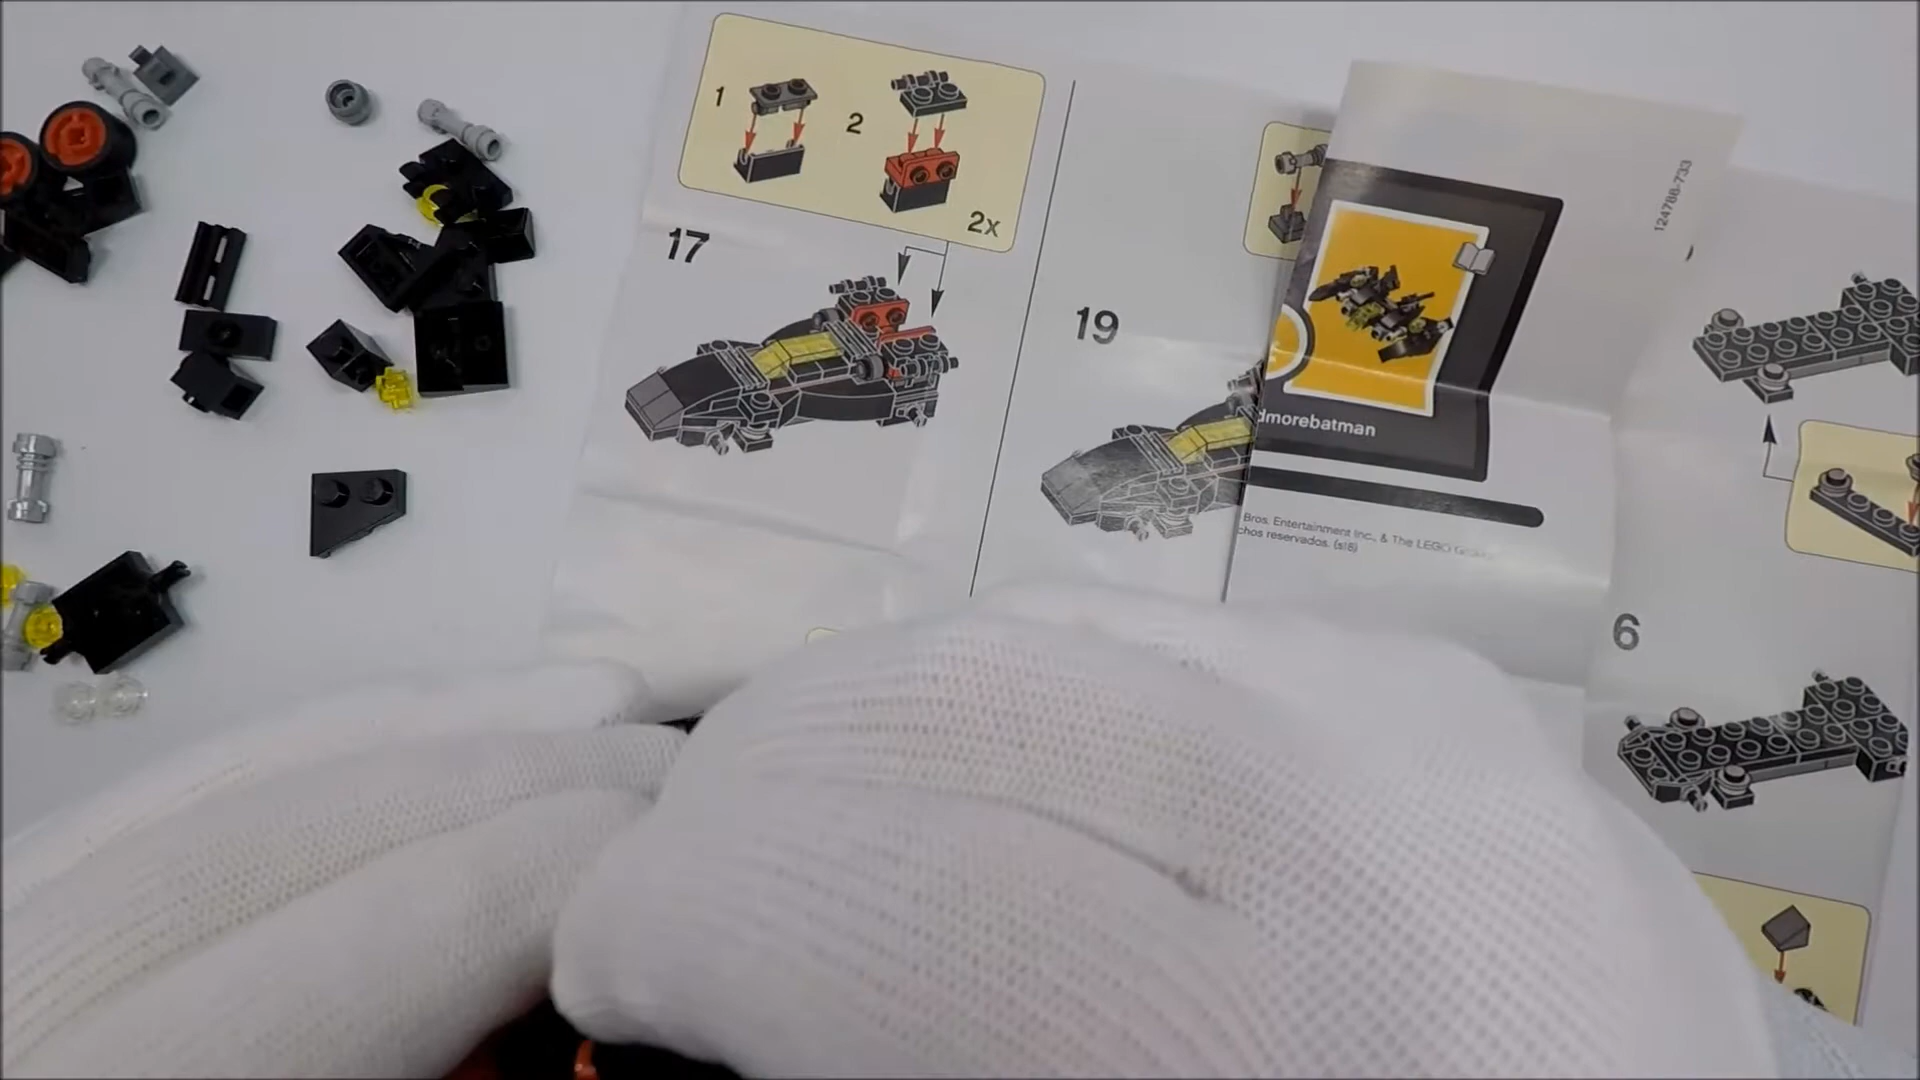 1
2
2x
17
19
124788-733
dmorebatman
Bros. Entertainment Inc., & The LEGO
chos reservados. (s18)
6